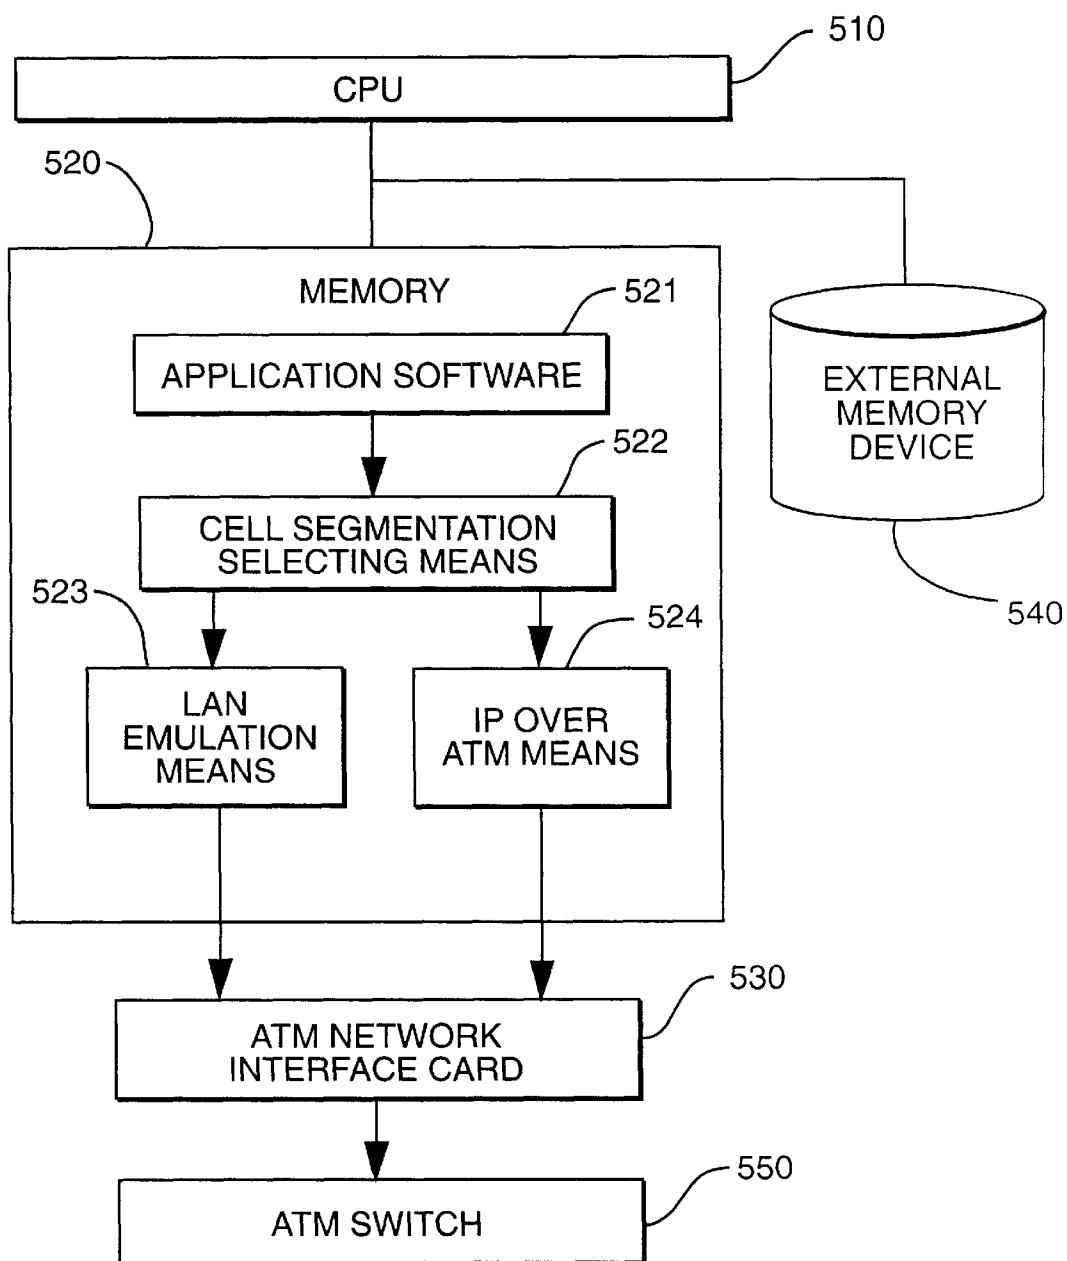 510
CPU
520
MEMORY
521
APPLICATION SOFTWARE
EXTERNAL
MEMORY
DEVICE
522
CELL SEGMENTATION
SELECTING MEANS
523
524
540
LAN
EMULATION
MEANS
IP OVER
ATM MEANS
530
ATM NETWORK
INTERFACE CARD
550
ATM SWITCH